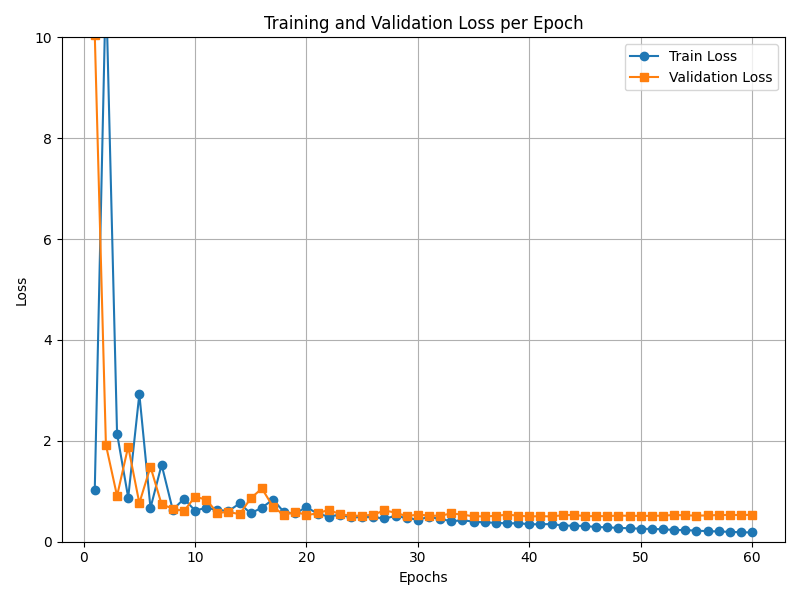 Training and Validation Loss per Epoch
Train Loss
Validation Loss
10
8
6
4
2
0
Loss
0 10 20 30 40 50 60
Epochs